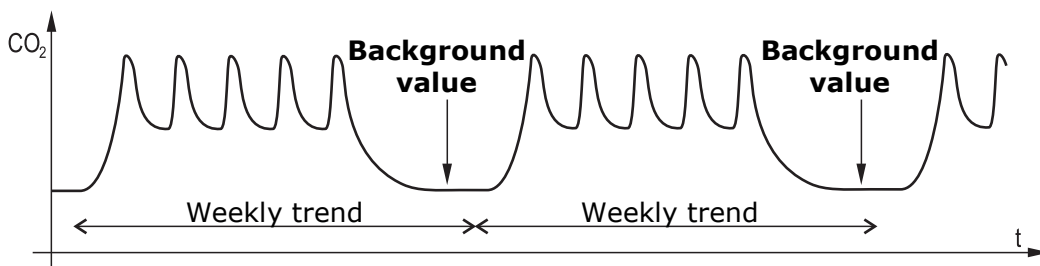 CO₂
Background
value
Background
value
Weekly trend
Weekly trend
t